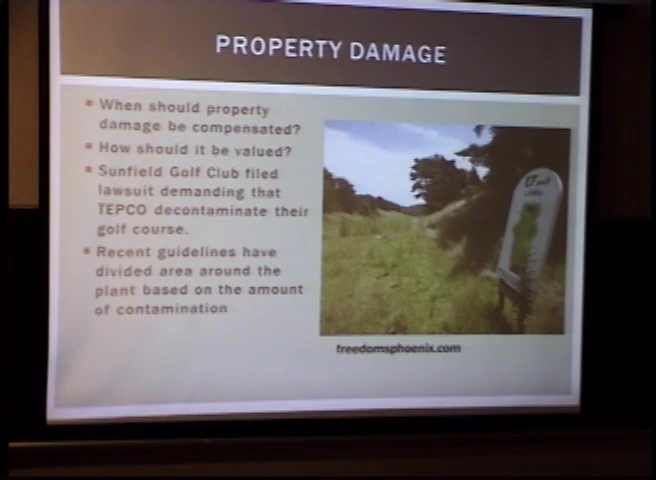 PROPERTY DAMAGE
When should property
damage be compensated?
How should it be valued?
Sunfield Golf Club filed
lawsuit demanding that
TEPCO decontaminate their
golf course.
Recent guidelines have
divided area around the
plant based on the amount
of contamination
17
freedomsphoenix.com